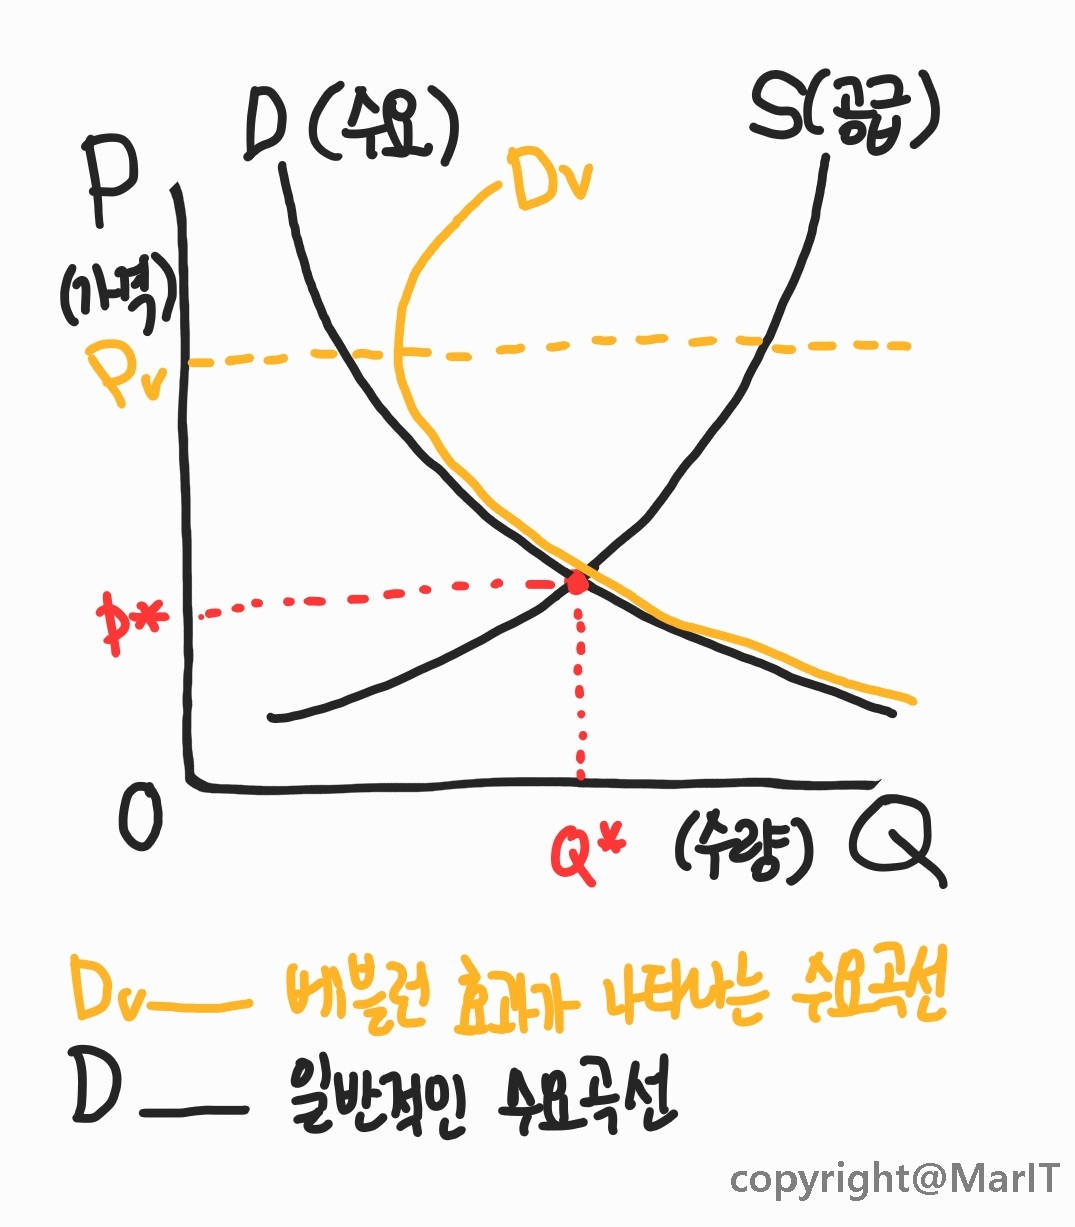 D (수요)
S(공급)
P
(가격)
Dv
Pv
P*
O
Q*
(수량) Q
Dv 베블런 효과가 나타나는 수요곡선
D 일반적인 수요곡선
copyright@MarIT